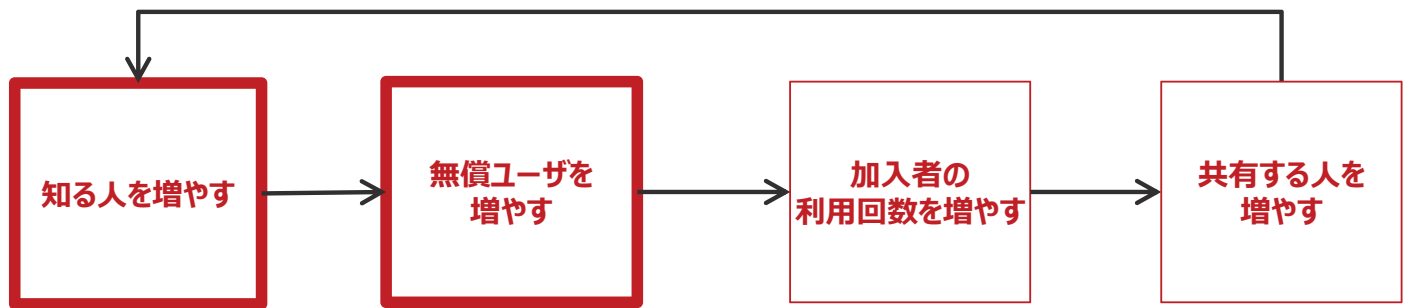 知る人を増やす
無償ユーザを
増やす
加入者の
利用回数を増やす
共有する人を
増やす